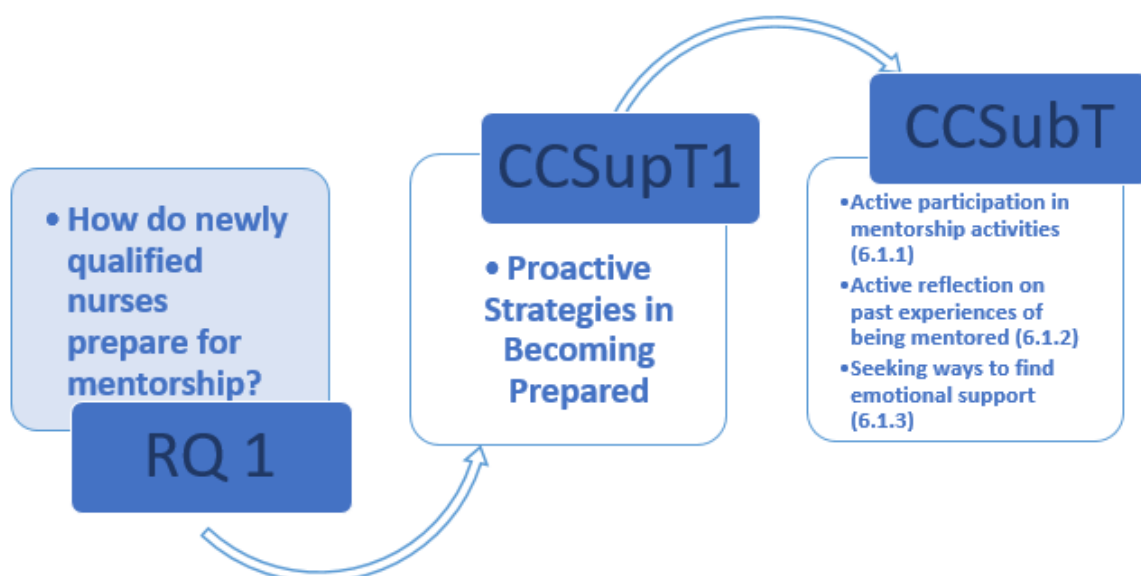 • How do newly
qualified
nurses
prepare for
mentorship?
RQ 1
CCSupT1
• Proactive
Strategies in
Becoming
Prepared
CCSubT
•Active participation in
mentorship activities
(6.1.1)
•Active reflection on
past experiences of
being mentored (6.1.2)
•Seeking ways to find
emotional support
(6.1.3)